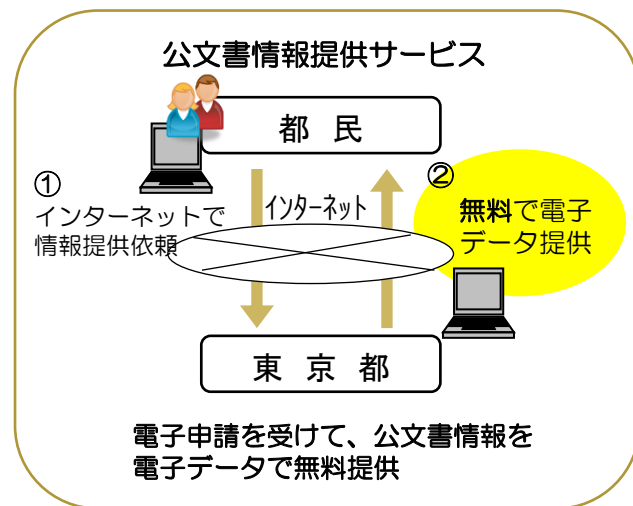 公文書情報提供サービス
都 民
①
インターネットで
情報提供依頼
インターネット
②
無料で電子
データ提供
東 京 都
電子申請を受けて、公文書情報を
電子データで無料提供